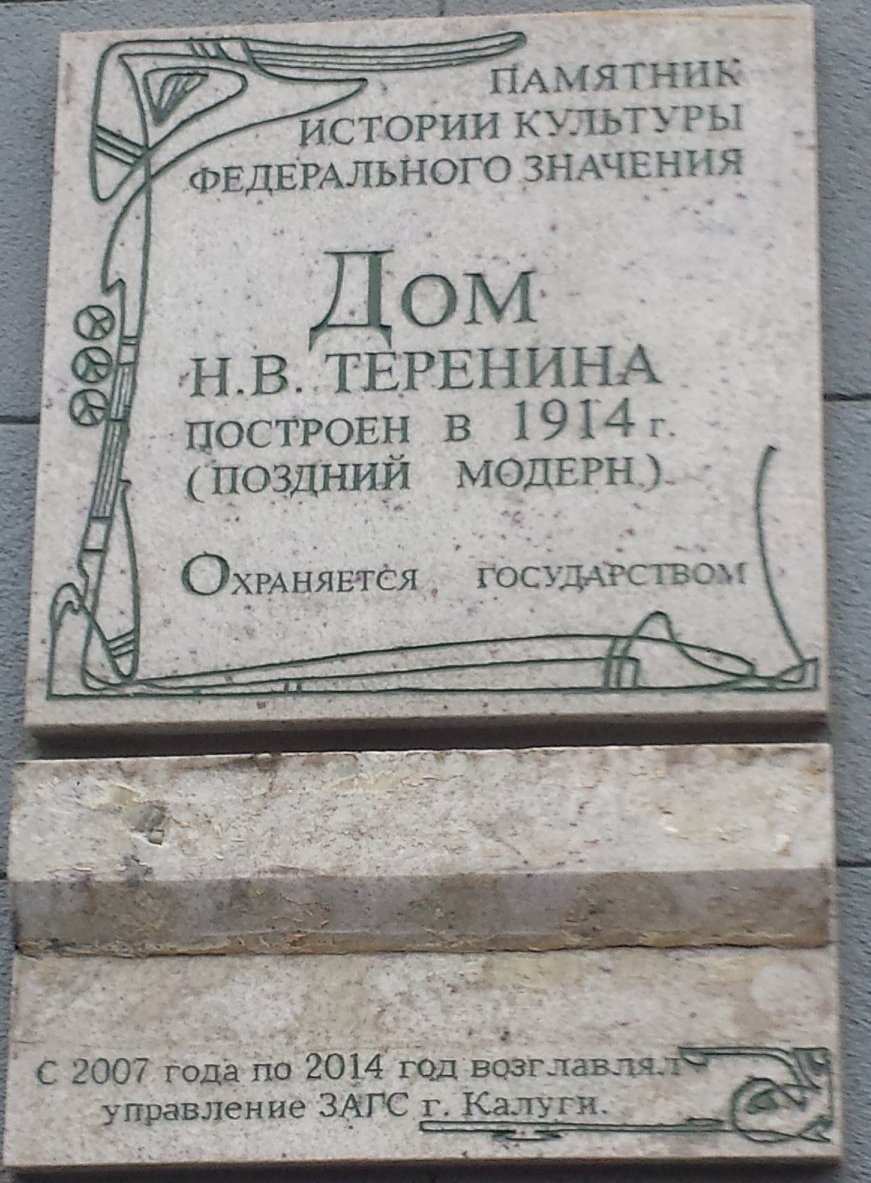 ПАМЯТНИК
ИСТОРИИ КУЛЬТУРЫ
ФЕДЕРАЛЬНОГО ЗНАЧЕНИЯ
ДОМ
Н.В. ТЕРЕНИНА
ПОСТРОЕН В 1914 г.
(ПОЗДНИЙ МОДЕРН.)
ОХРАНЯЕТСЯ ГОСУДАРСТВОМ
С 2007 года по 2014 год возглавлял
управление ЗАГС г. Калуги.